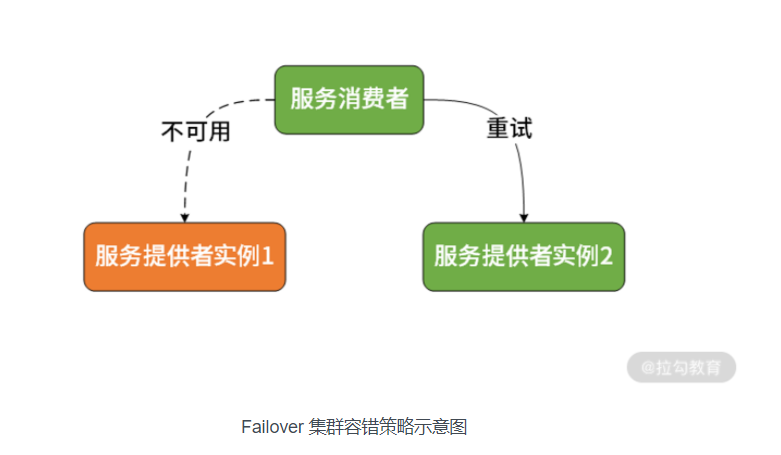 服务消费者
不可用
重试
服务提供者实例1
服务提供者实例2
@拉勾教育
Failover 集群容错策略示意图